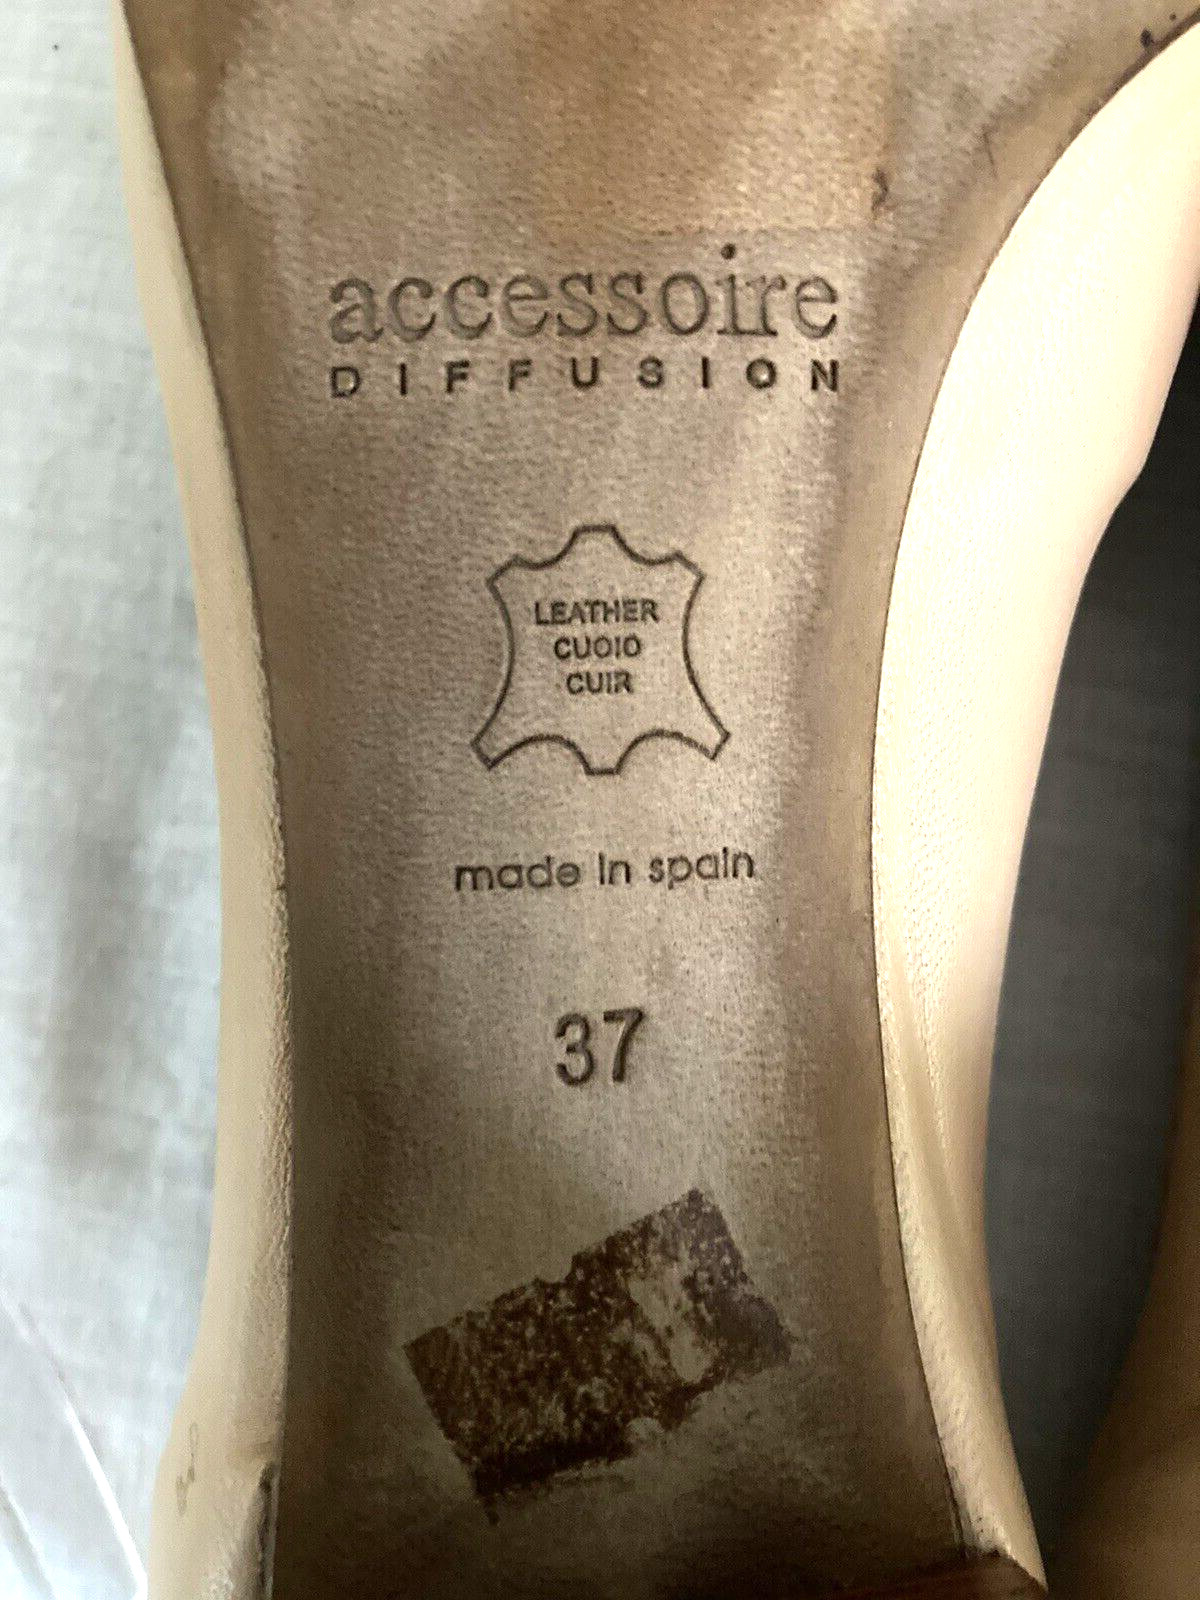 accessoire
DIFFUSION
LEATHER
CUOIO
CUIR
made in spain
37